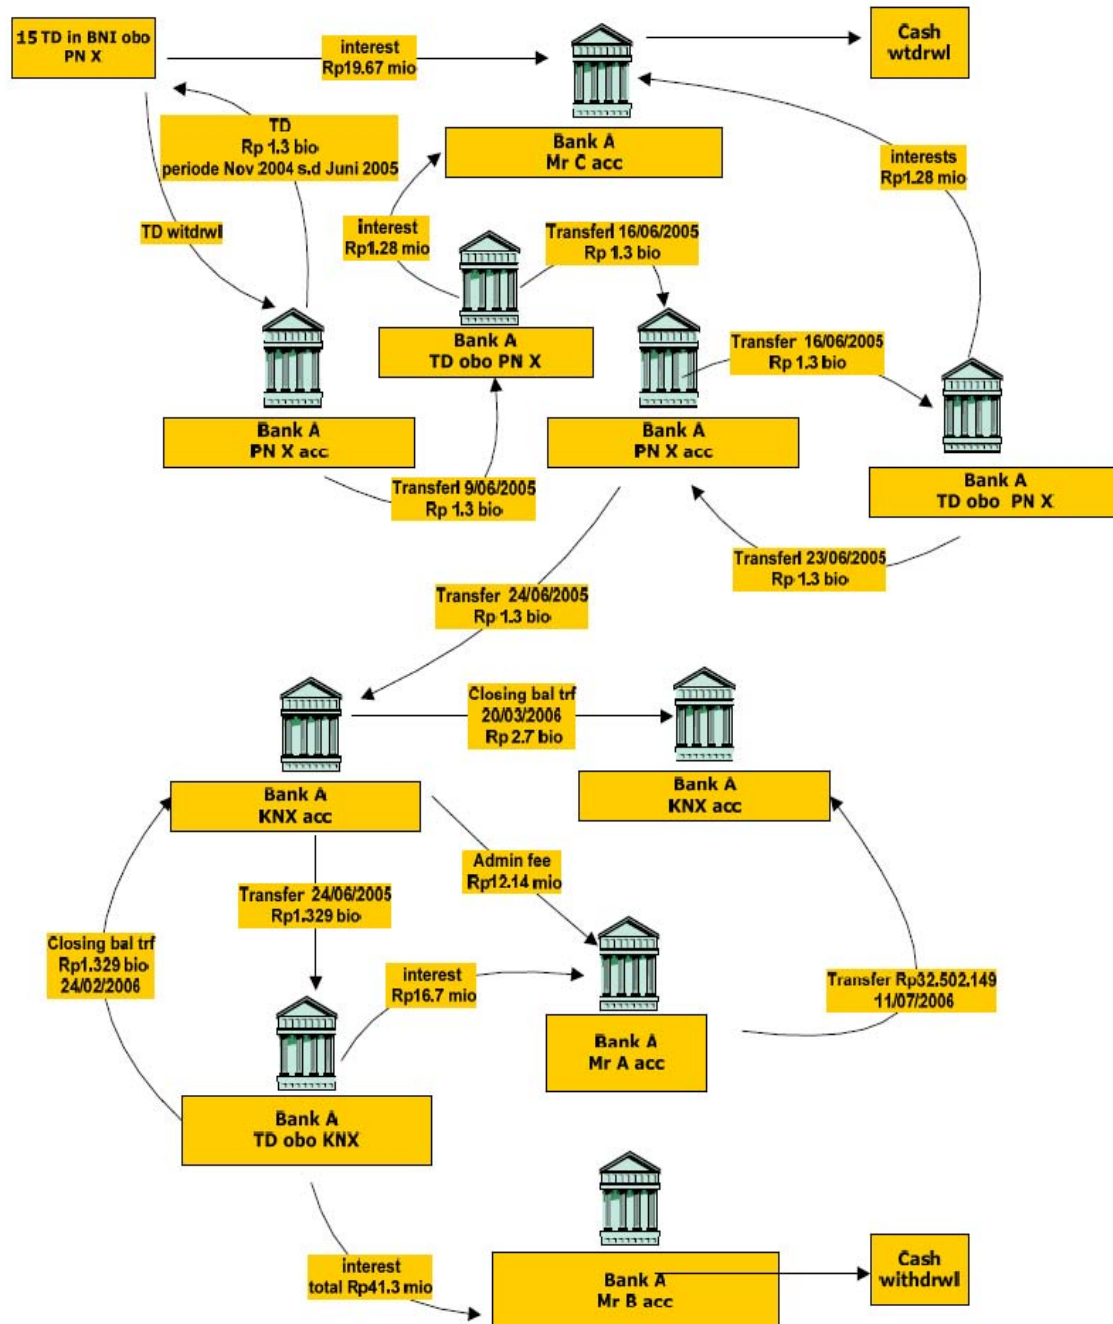 15 TD in BNI obo
PN X
interest
Rp19.67 mio
Cash
wtdrwl
Bank A
Mr C acc
TD
Rp 1.3 bio
periode Nov 2004 s.d Juni 2005
interests
Rp1.28 mio
TD witdrwl
interest
Rp1.28 mio
Transferl 16/06/2005
Rp 1.3 bio
Bank A
TD obo PN X
Transfer 16/06/2005
Rp 1.3 bio
Bank A
PN X acc
Bank A
PN X acc
Transferl 9/06/2005
Rp 1.3 bio
Bank A
TD obo PN X
Transferl 23/06/2005
Rp 1.3 bio
Transfer 24/06/2005
Rp 1.3 bio
Closing bal trf
20/03/2006
Rp 2.7 bio
Bank A
KNX acc
Bank A
KNX acc
Admin fee
Rp12.14 mio
Transfer 24/06/2005
Rp1.329 bio
Closing bal trf
Rp1.329 bio
24/02/2006
interest
Rp16.7 mio
Transfer Rp32.502.149
11/07/2006
Bank A
Mr A acc
Bank A
TD obo KNX
interest
total Rp41.3 mio
Bank A
Mr B acc
Cash
withdrwl